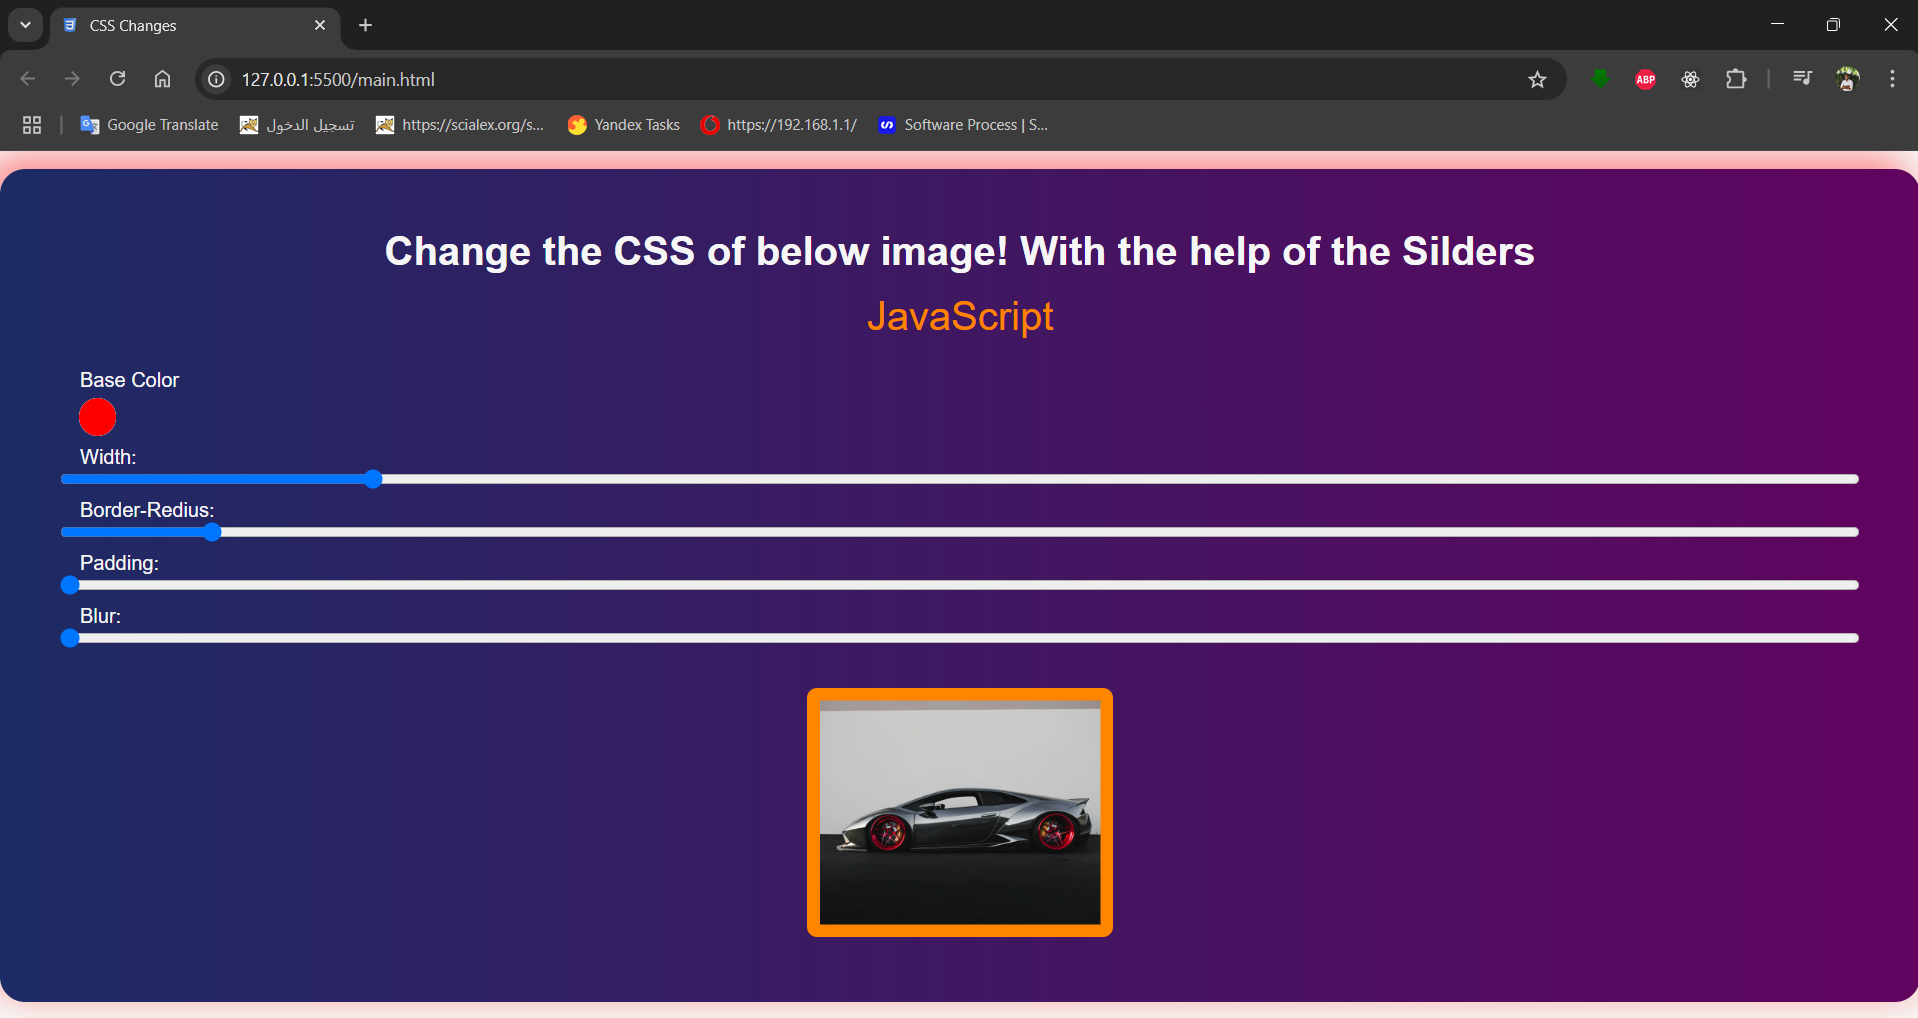 CSS Changes
127.0.0.1:5500/main.html
ABP
Google Translate تسجيل الدخول https://scialex.org/s... Yandex Tasks https://192.168.1.1/ Software Process | S...
Change the CSS of below image! With the help of the Silders
JavaScript
Base Color
Width:
Border-Redius:
Padding:
Blur: